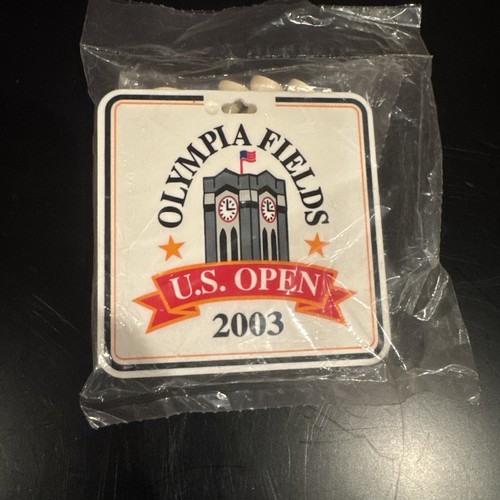 OLYMPIA FIELDS
U.S. OPEN
2003